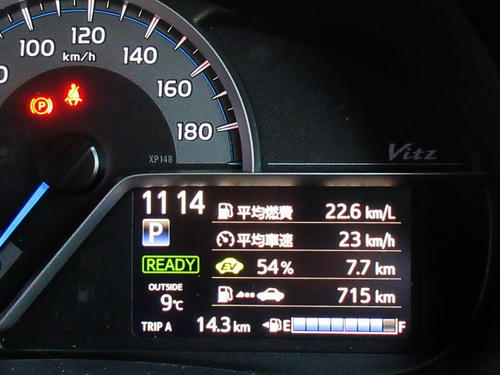 100 120 140 160 180
km/h
P
XP148
Vitz
11 14
平均燃費 22.6 km/L
P
平均車速 23 km/h
READY EV 54% 7.7 km
OUTSIDE
9℃
715 km
TRIP A 14.3 km E F